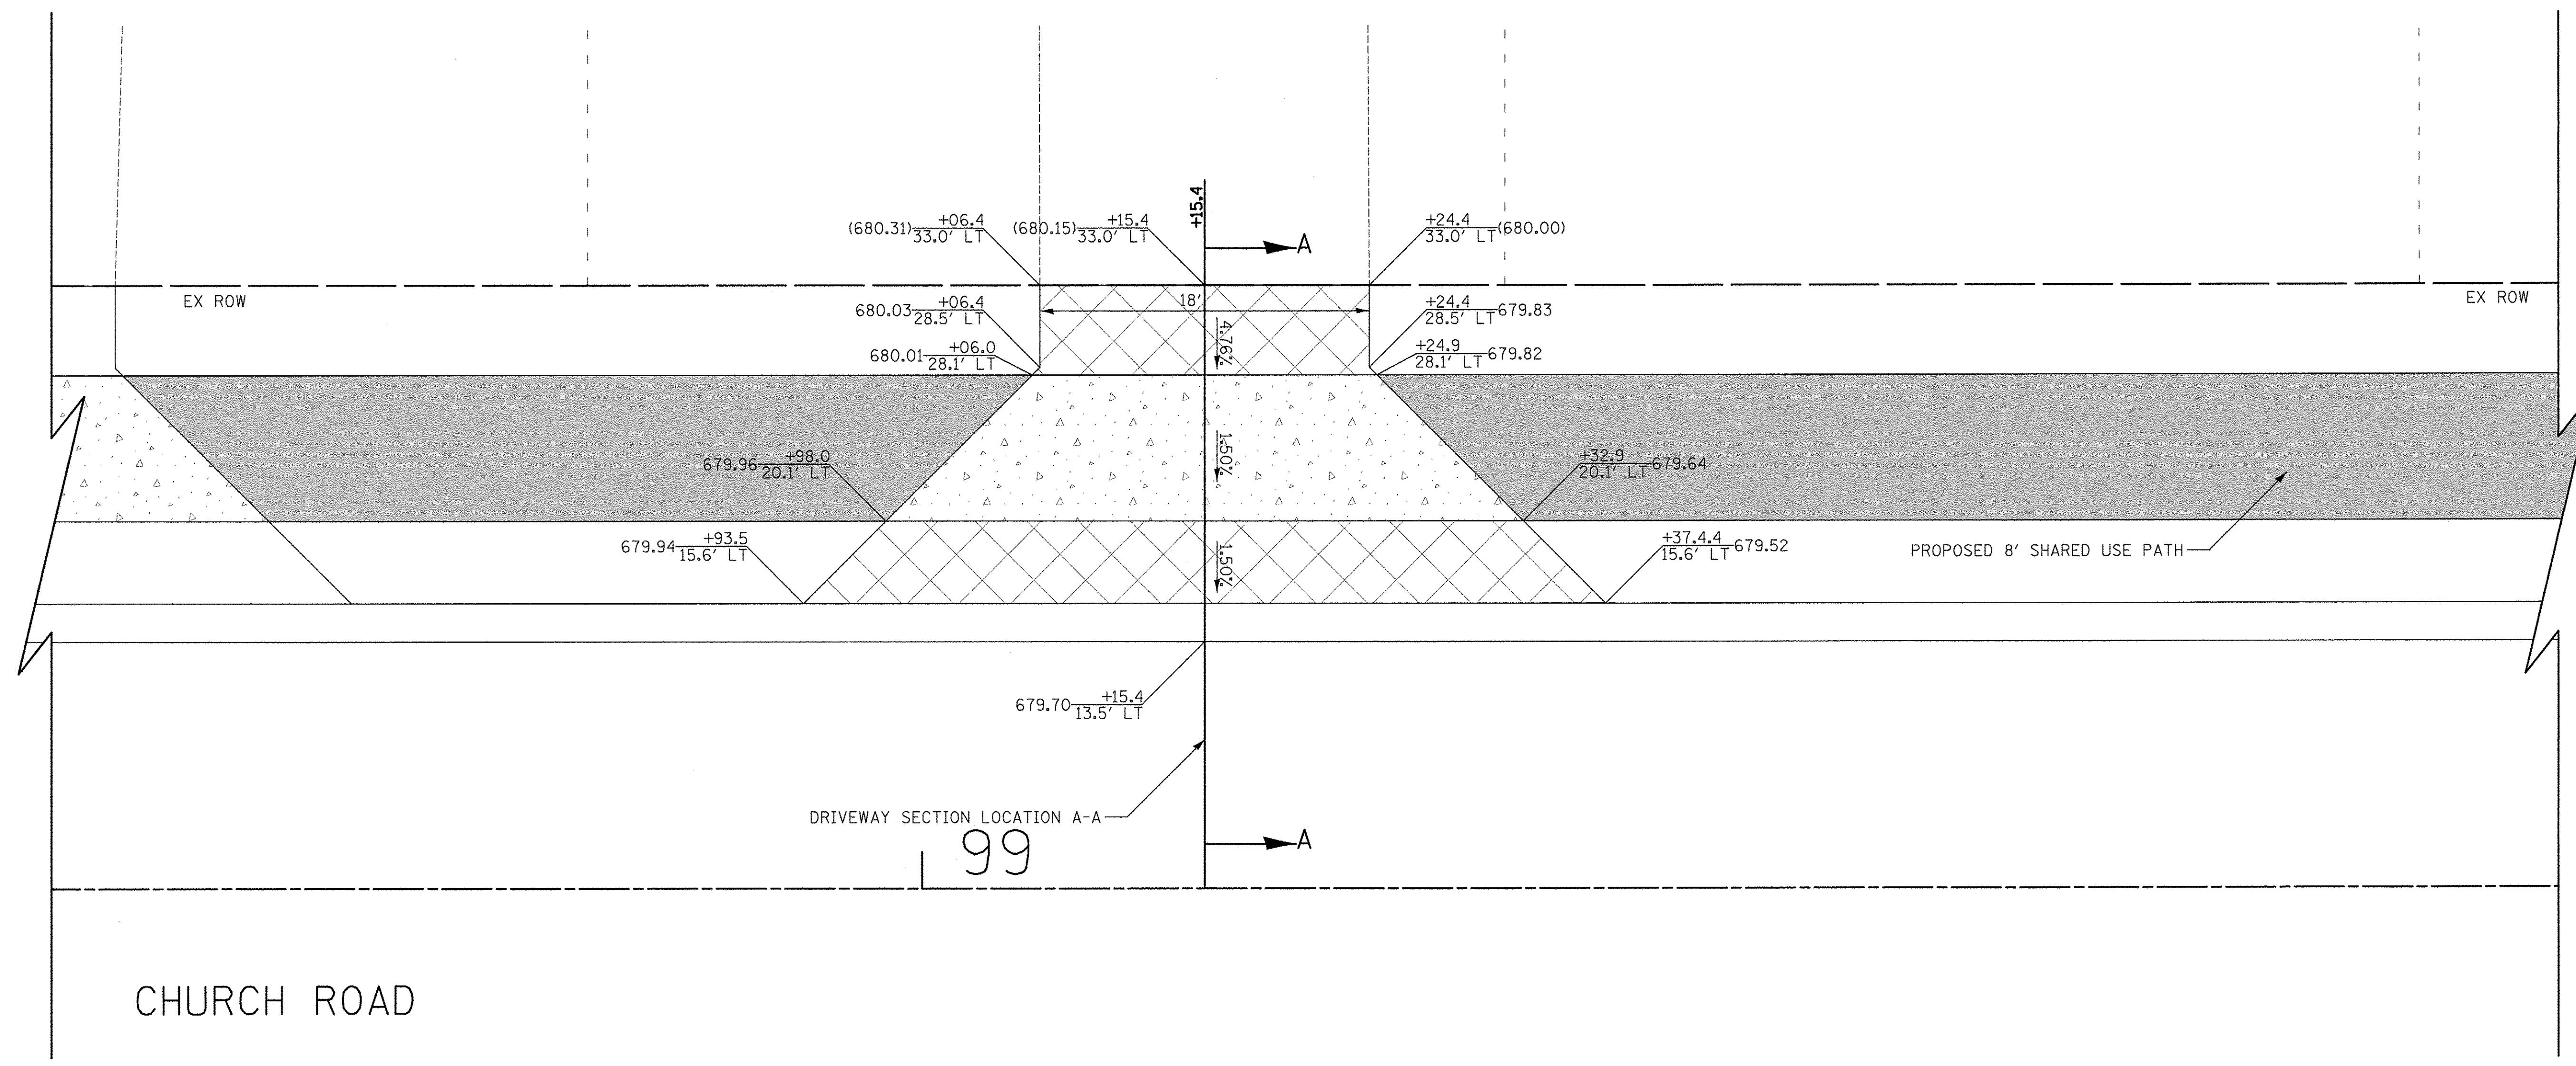 +15.4
+06.4
(680.31) 33.0' LT
+15.4
(680.15) 33.0' LT
+24.4
33.0' LT (680.00)
A
EX ROW
EX ROW
18'
+06.4
680.03 28.5' LT
+24.4
28.5' LT 679.83
4.76%
+06.0
680.01 28.1' LT
+24.9
28.1' LT 679.82
1.50%
+98.0
679.96 20.1' LT
+32.9
20.1' LT 679.64
+93.5
679.94 15.6' LT
1.50%
+37.4.4
15.6' LT 679.52
PROPOSED 8' SHARED USE PATH
+15.4
679.70 13.5' LT
DRIVEWAY SECTION LOCATION A-A
A
99
CHURCH ROAD